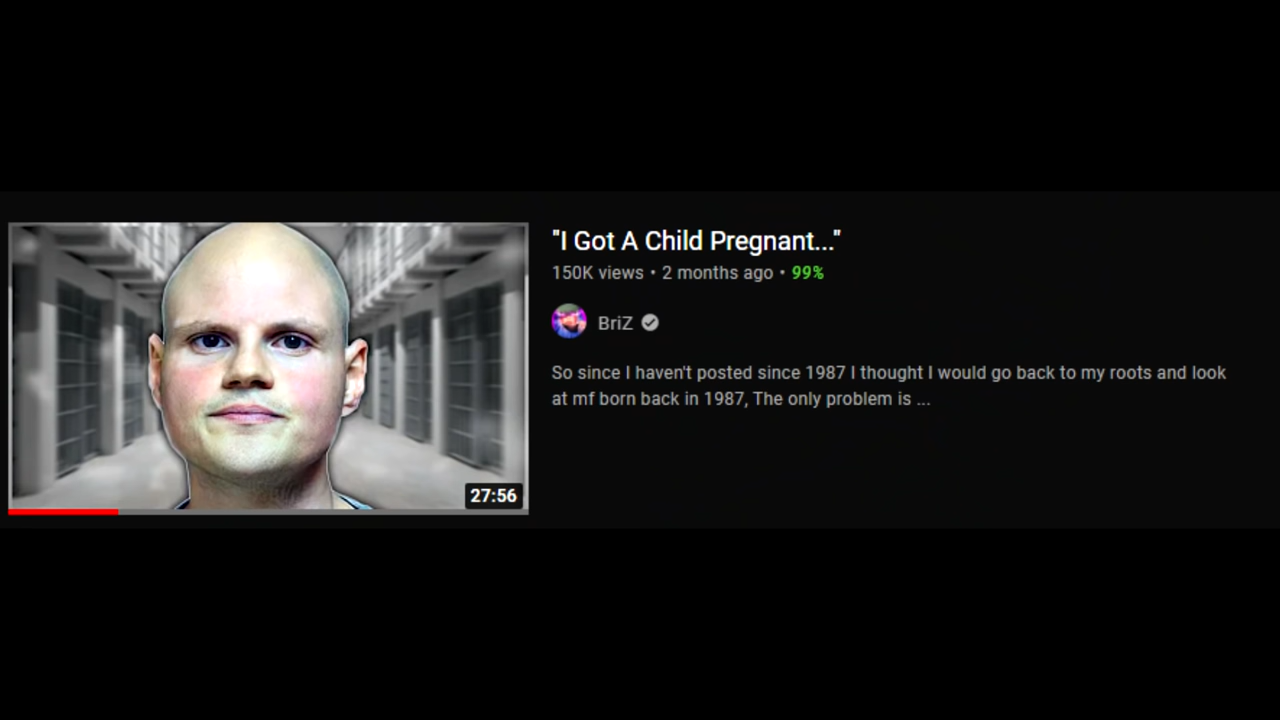 "I Got A Child Pregnant..."
150K views • 2 months ago • 99%
BriZ
So since I haven't posted since 1987 I thought I would go back to my roots and look
at mf born back in 1987, The only problem is ...
27:56